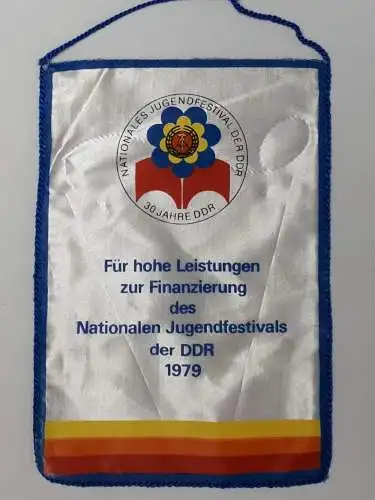 NATIONALES JUGENDFESTIVAL DER DDR
30 JAHRE DDR
Für hohe Leistungen
zur Finanzierung
des
Nationalen Jugendfestivals
der DDR
1979